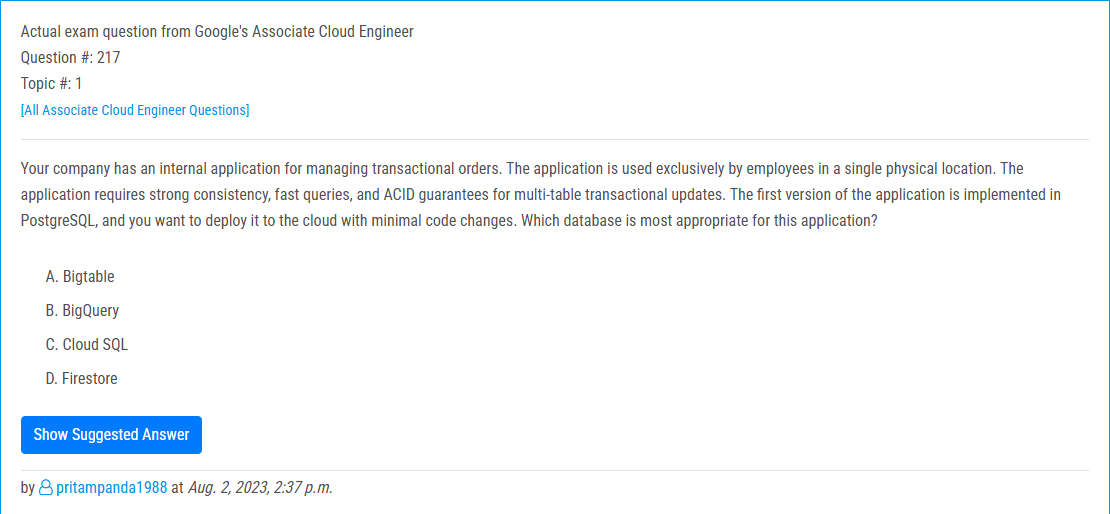 Actual exam question from Google's Associate Cloud Engineer
Question #: 217
Topic #: 1
[All Associate Cloud Engineer Questions]
Your company has an internal application for managing transactional orders. The application is used exclusively by employees in a single physical location. The
application requires strong consistency, fast queries, and ACID guarantees for multi-table transactional updates. The first version of the application is implemented in
PostgreSQL, and you want to deploy it to the cloud with minimal code changes. Which database is most appropriate for this application?
A. Bigtable
B. BigQuery
C. Cloud SQL
D. Firestore
Show Suggested Answer
by pritampanda1988 at Aug. 2, 2023, 2:37 p.m.